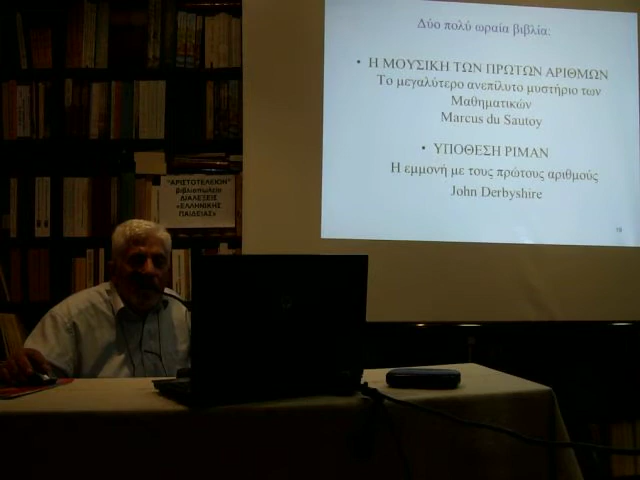 Δύο πολύ ωραία βιβλία:
• Η ΜΟΥΣΙΚΗ ΤΩΝ ΠΡΩΤΩΝ ΑΡΙΘΜΩΝ
Το μεγαλύτερο ανεπίλυτο μυστήριο των
Μαθηματικών
Marcus du Sautoy
• ΥΠΟΘΕΣΗ ΡΙΜΑΝ
Η εμμονή με τους πρώτους αριθμούς
John Derbyshire
"ΑΡΙΣΤΟΤΕΛΕΙΟΝ"
βιβλιοπωλείο
ΔΙΑΛΕΞΕΙΣ
«ΕΛΛΗΝΙΚΗΣ
ΠΑΙΔΕΙΑΣ»